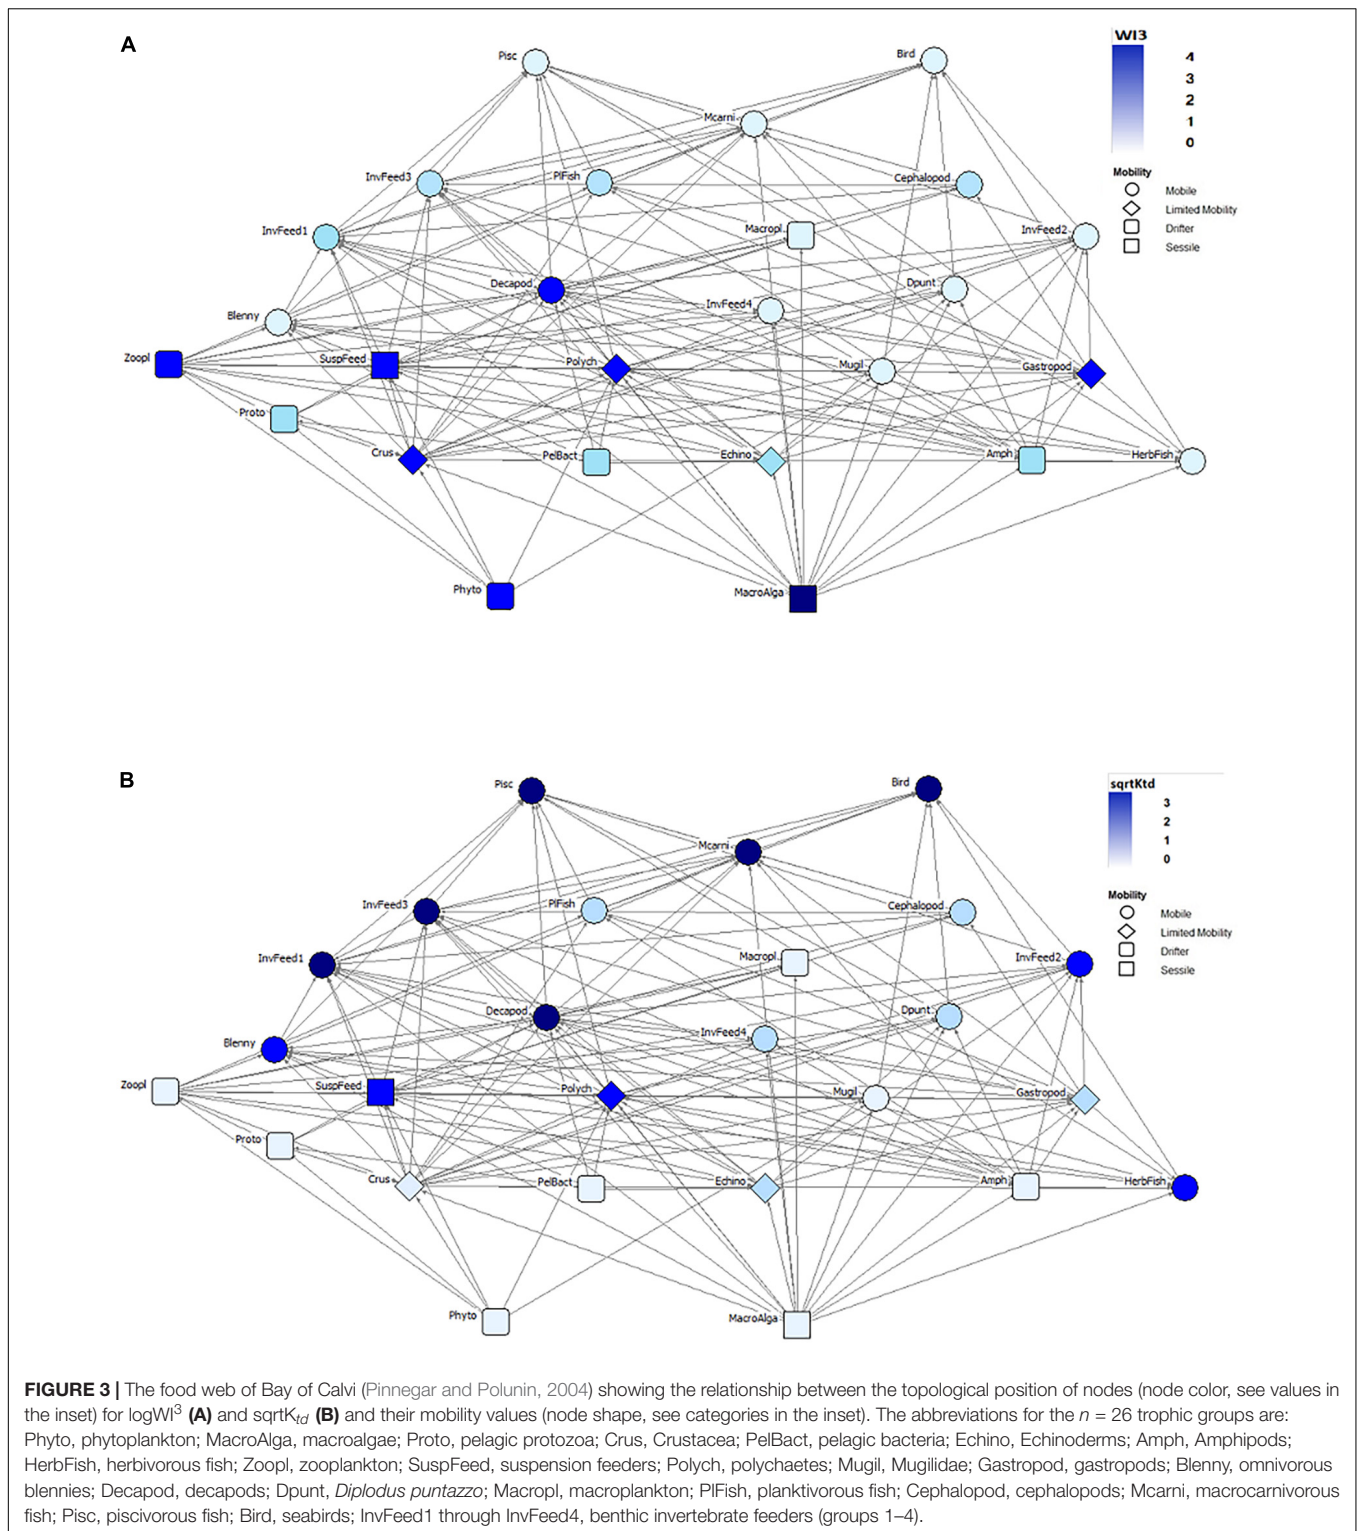 A
Pisc
Bird
WI3
4
3
2
1
0
Mcarni
InvFeed3
PlFish
Cephalopod
Mobility
Mobile
Limited Mobility
Drifter
Sessile
InvFeed1
Macropl
InvFeed2
Decapod
Dpunt
InvFeed4
Blenny
Zoopl
SuspFeed
Polych
Mugil
Gastropod
Proto
Crus
PelBact
Echino
Amph
HerbFish
Phyto
MacroAlga
B
Pisc
Bird
sqrtKtd
3
2
1
0
Mcarni
InvFeed3
PlFish
Cephalopod
Mobility
Mobile
Limited Mobility
Drifter
Sessile
InvFeed1
Macropl
InvFeed2
Decapod
Dpunt
InvFeed4
Blenny
Zoopl
SuspFeed
Polych
Mugil
Gastropod
Proto
Crus
PelBact
Echino
Amph
HerbFish
Phyto
MacroAlga
FIGURE 3 | The food web of Bay of Calvi (Pinnegar and Polunin, 2004) showing the relationship between the topological position of nodes (node color, see values in
the inset) for logWI³ (A) and sqrtKtd (B) and their mobility values (node shape, see categories in the inset). The abbreviations for the n = 26 trophic groups are:
Phyto, phytoplankton; MacroAlga, macroalgae; Proto, pelagic protozoa; Crus, Crustacea; PelBact, pelagic bacteria; Echino, Echinoderms; Amph, Amphipods;
HerbFish, herbivorous fish; Zoopl, zooplankton; SuspFeed, suspension feeders; Polych, polychaetes; Mugil, Mugilidae; Gastropod, gastropods; Blenny, omnivorous
blennies; Decapod, decapods; Dpunt, Diplodus puntazzo; Macropl, macroplankton; PlFish, planktivorous fish; Cephalopod, cephalopods; Mcarni, macrocarnivorous
fish; Pisc, piscivorous fish; Bird, seabirds; InvFeed1 through InvFeed4, benthic invertebrate feeders (groups 1–4).